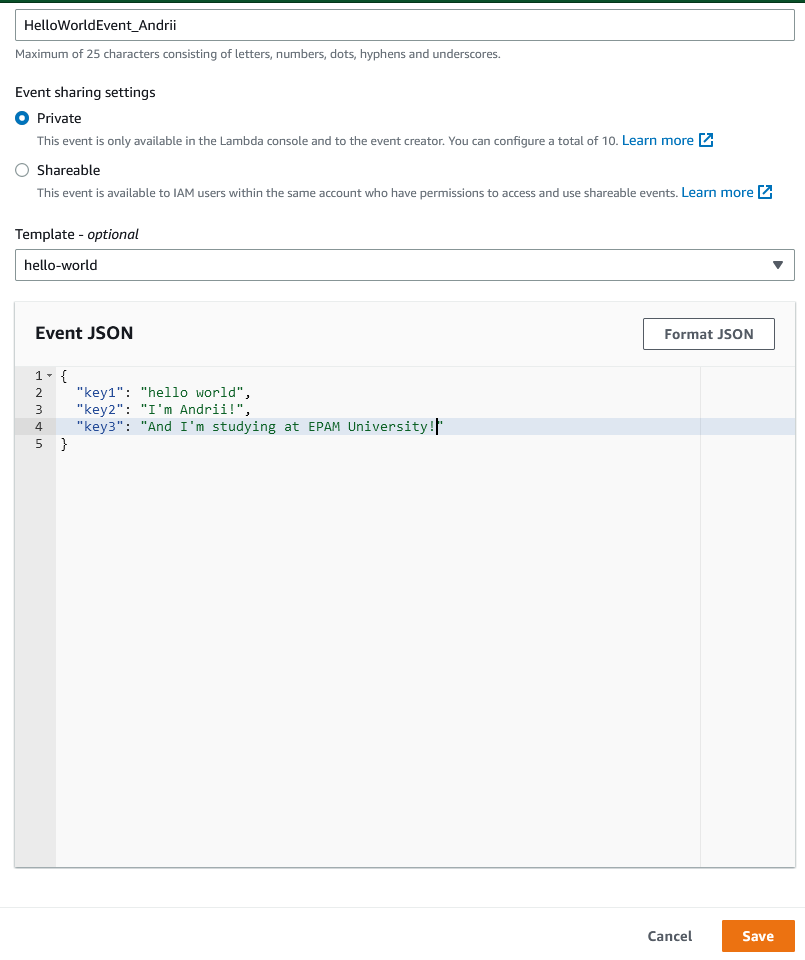 HelloWorldEvent_Andrii
Maximum of 25 characters consisting of letters, numbers, dots, hyphens and underscores.
Event sharing settings
Private
This event is only available in the Lambda console and to the event creator. You can configure a total of 10. Learn more
Shareable
This event is available to IAM users within the same account who have permissions to access and use shareable events. Learn more
Template - optional
hello-world
Event JSON
Format JSON
1 {
2 "key1": "hello world",
3 "key2": "I'm Andrii!",
4 "key3": "And I'm studying at EPAM University!"
5 }
Cancel
Save